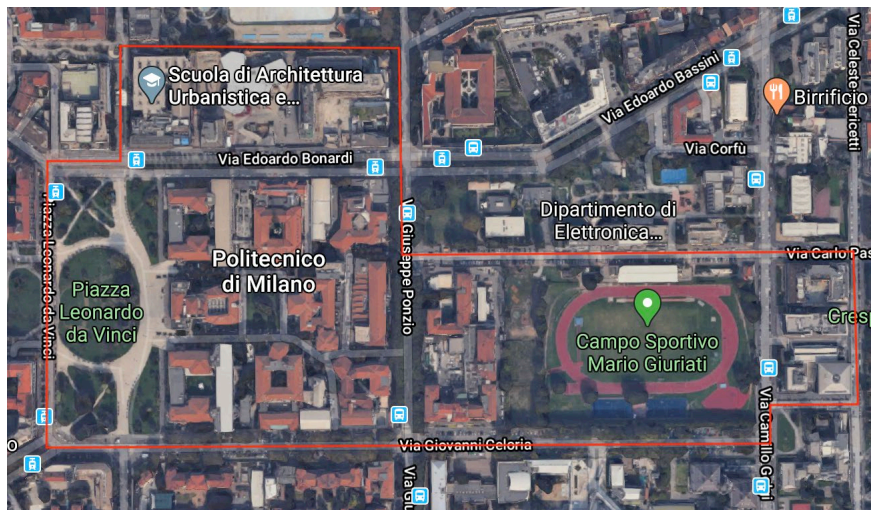 Scuola di Architettura
Urbanistica e...
Via Edoardo Bassini
Birrificio
Via Edoardo Bonardi
Via Corfù
Piazza Leonardo da Vinci
Via Giuseppe Ponzio
Dipartimento di
Elettronica...
Politecnico
di Milano
Via Carlo Pas
Piazza
Leonardo
da Vinci
Cresp
Campo Sportivo
Mario Giuriati
o
Via Giovanni Celoria
Via Camillo Golgi
Via Giu